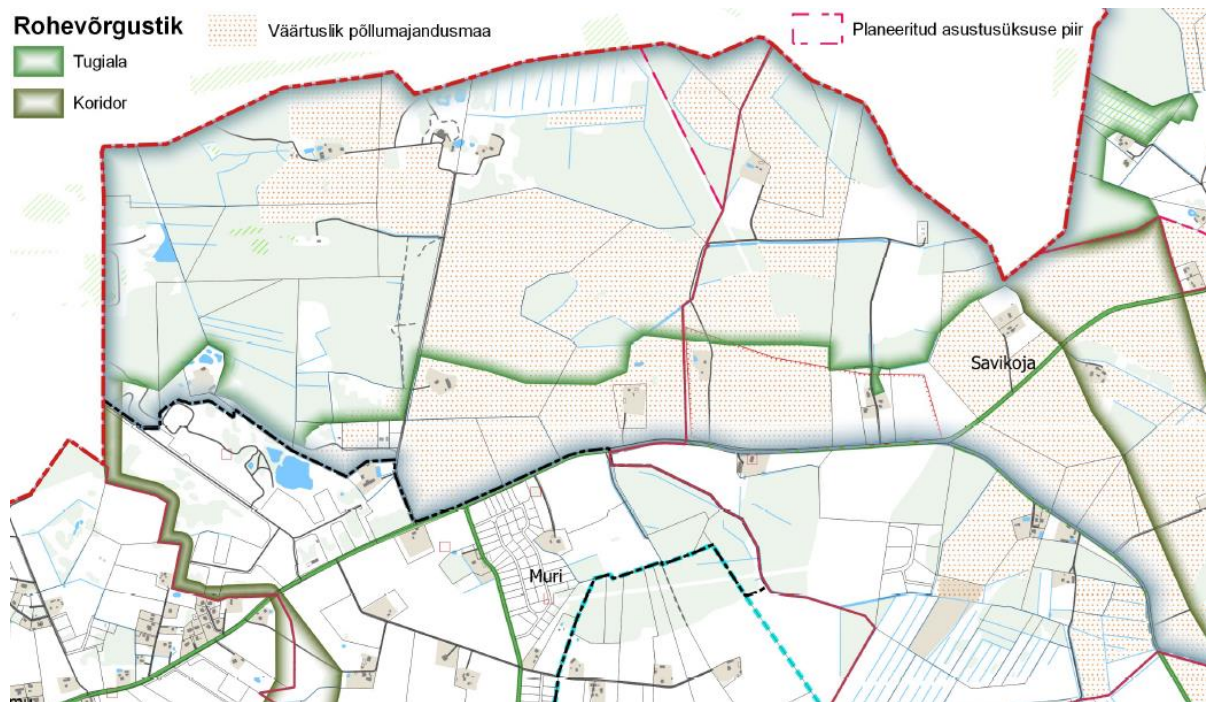 Rohevõrgustik
Väärtuslik põllumajandusmaa
Planeeritud asustusüksuse piir
Tugiala
Koridor
Savikoja
Muri